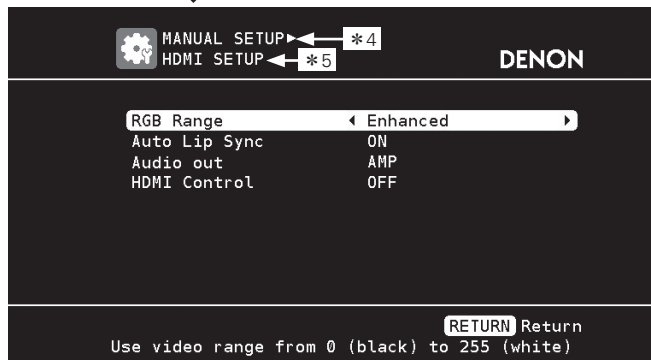 MANUAL SETUP▶ *4
HDMI SETUP *5
DENON
RGB Range ◀ Enhanced ▶
Auto Lip Sync ON
Audio out AMP
HDMI Control OFF
RETURN Return
Use video range from 0 (black) to 255 (white)